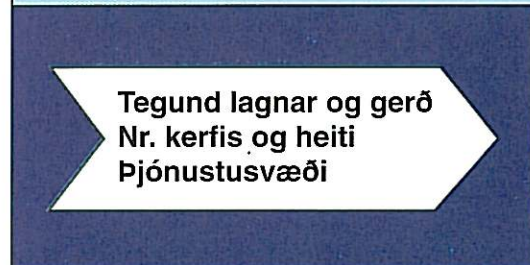 Tegund lagnar og gerð
Nr. kerfis og heiti
Þjónustusvæði